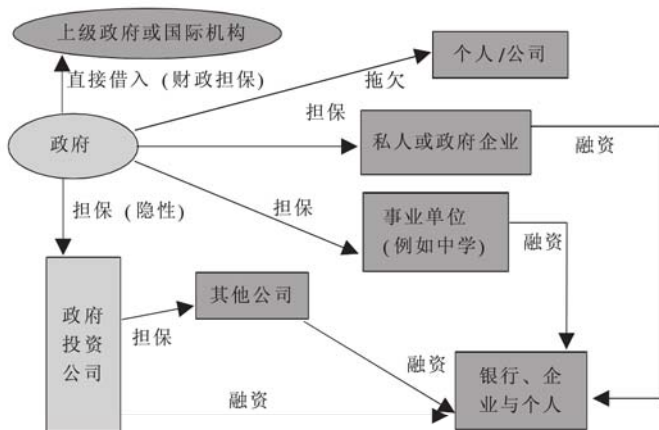 上级政府或国际机构
直接借入 (财政担保)
个人/公司
拖欠
担保
政府
私人或政府企业
融资
担保 (隐性)
担保
事业单位
(例如中学)
融资
政府
投资
公司
其他公司
担保
融资
银行、企
业与个人
融资